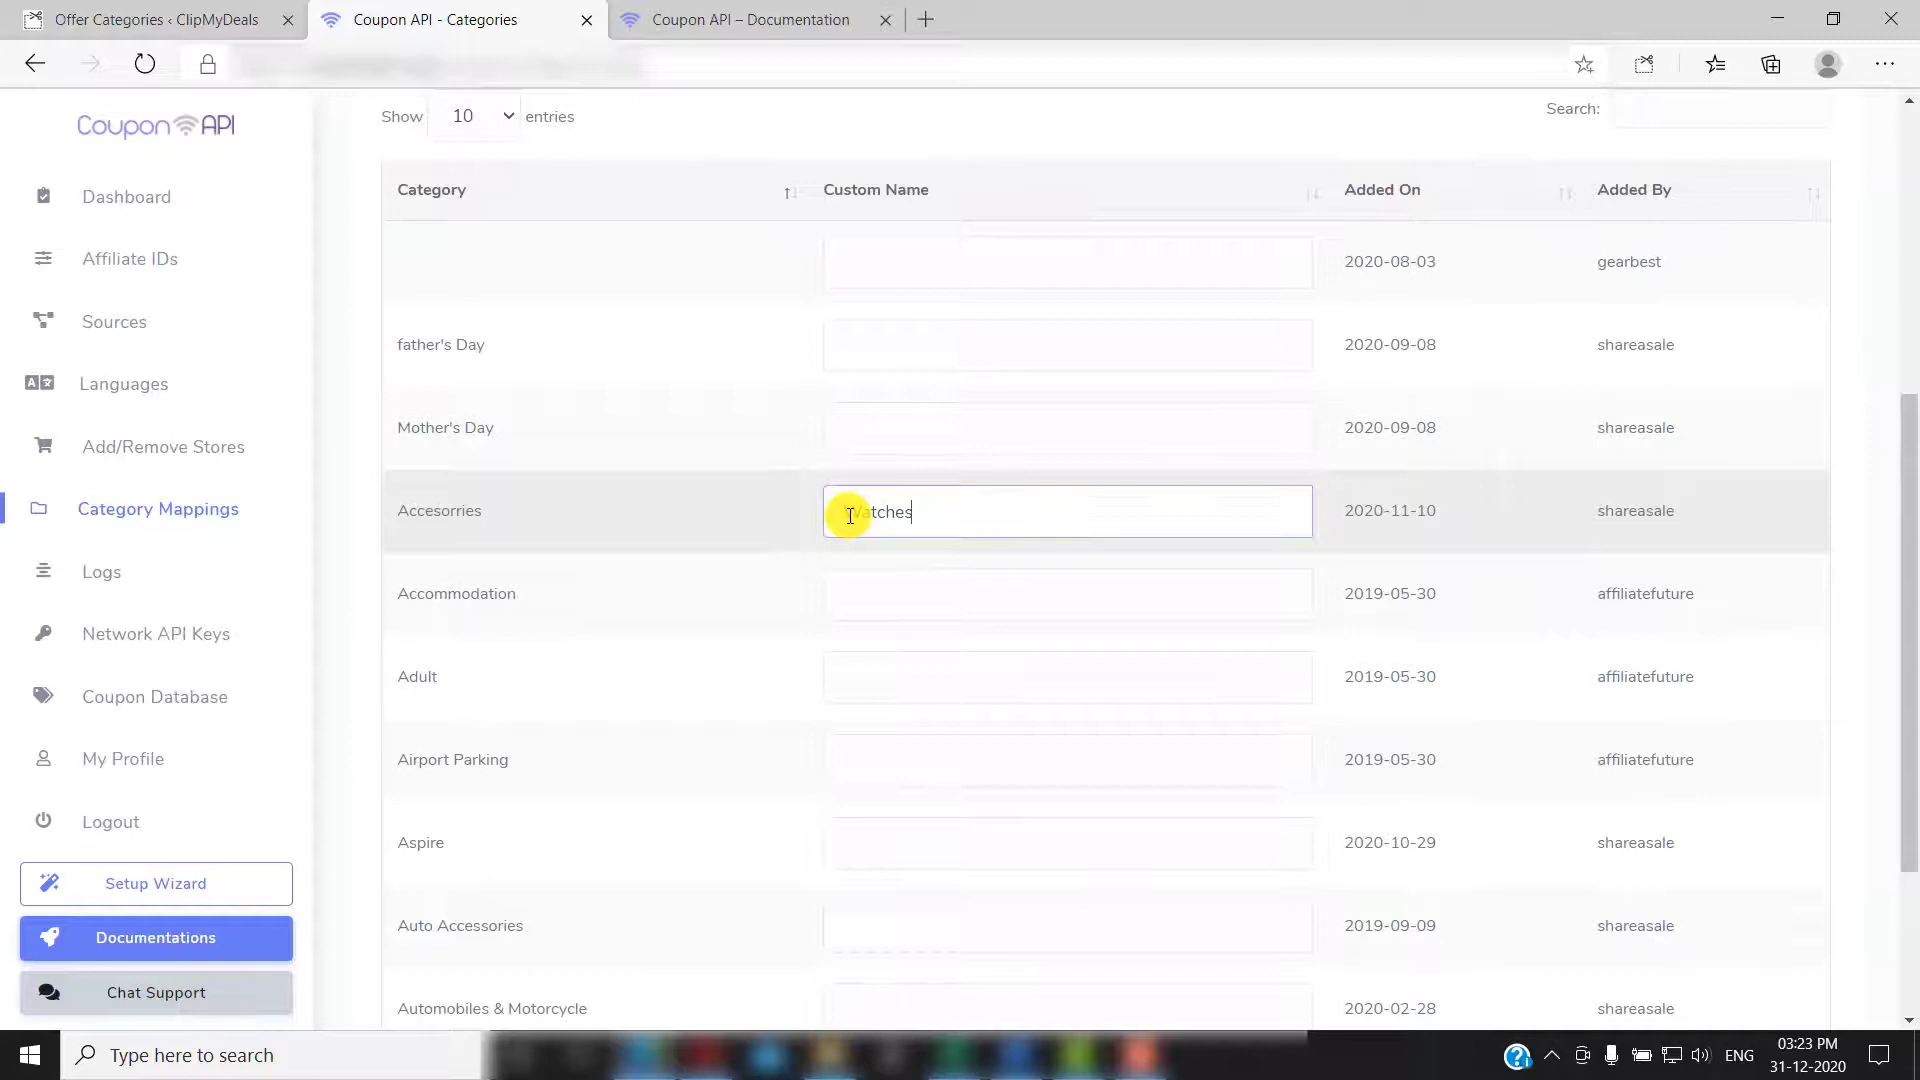 Offer Categories ‹ ClipMyDeals
Coupon API - Categories
Coupon API – Documentation
Coupon API
Show 10 entries
Search:
Category
Custom Name
Added On
Added By
2020-08-03
gearbest
father's Day
2020-09-08
shareasale
Mother's Day
2020-09-08
shareasale
Accesorries
Watches
2020-11-10
shareasale
Accommodation
2019-05-30
affiliatefuture
Adult
2019-05-30
affiliatefuture
Airport Parking
2019-05-30
affiliatefuture
Aspire
2020-10-29
shareasale
Auto Accessories
2019-09-09
shareasale
Automobiles & Motorcycle
2020-02-28
shareasale
Dashboard
Affiliate IDs
Sources
Languages
Add/Remove Stores
Category Mappings
Logs
Network API Keys
Coupon Database
My Profile
Logout
Setup Wizard
Documentations
Chat Support
Type here to search
ENG
03:23 PM
31-12-2020